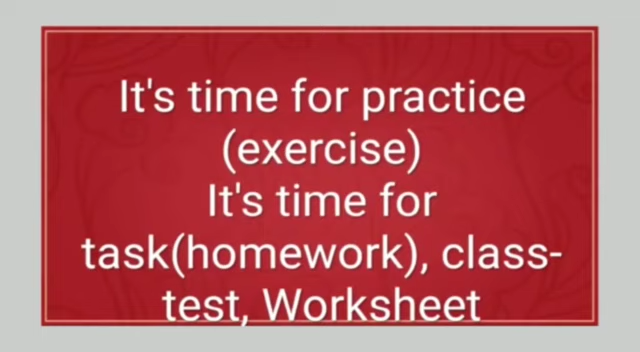 It's time for practice
(exercise)
It's time for
task(homework), class-
test, Worksheet